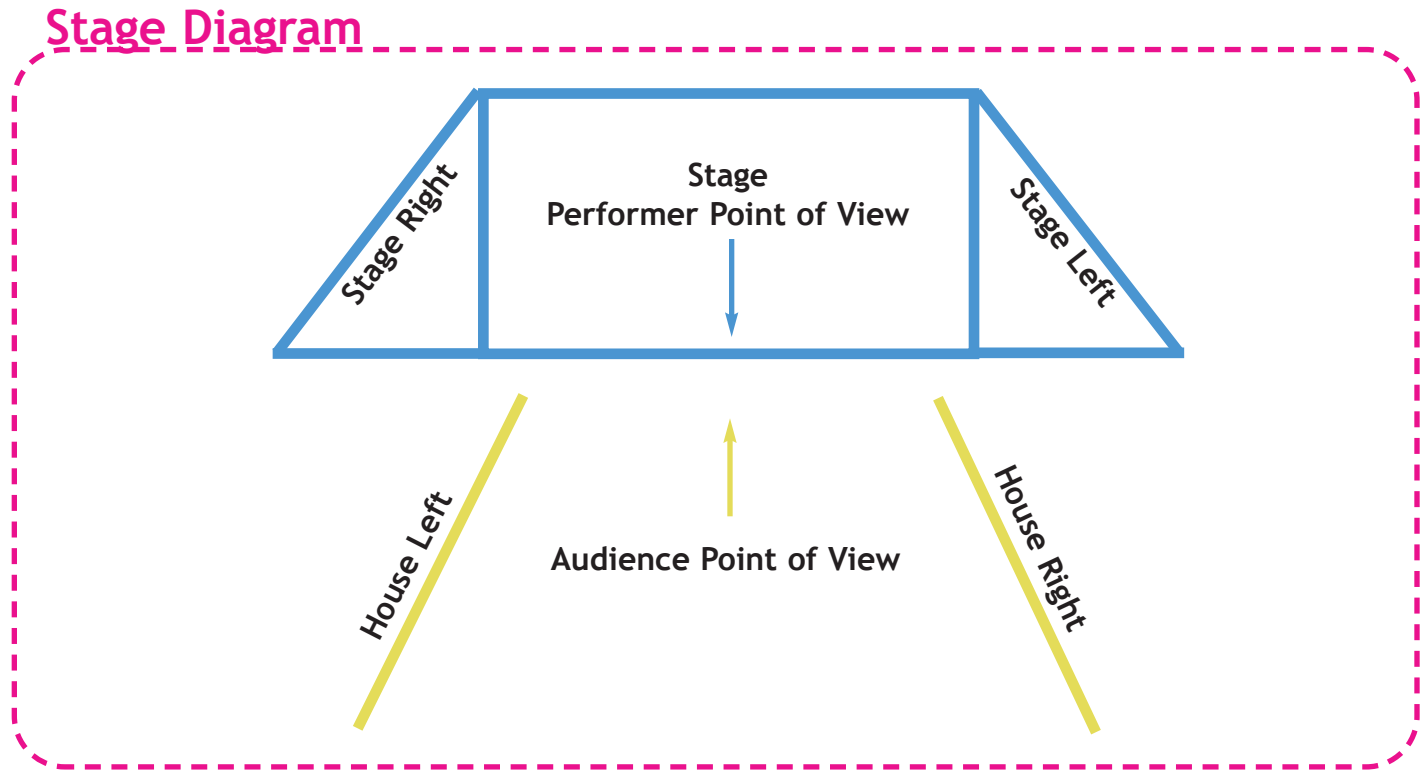 Stage Diagram
Stage
Performer Point of View
Stage Right
Stage Left
House Left
Audience Point of View
House Right